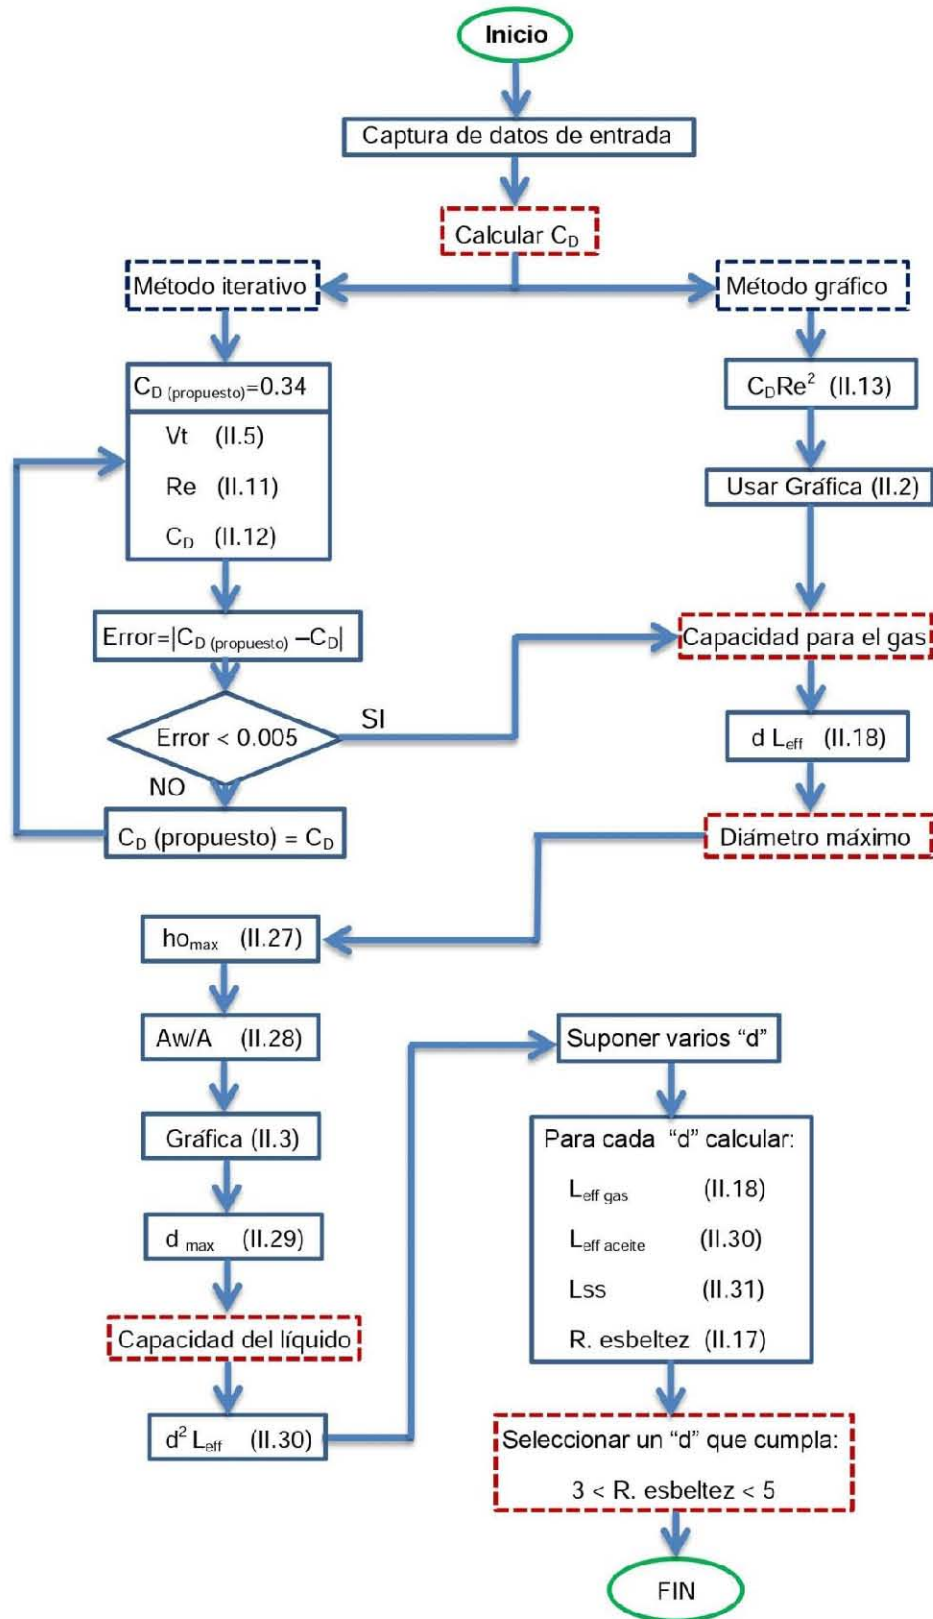 Inicio
Captura de datos de entrada
Calcular C_D
Método iterativo
C_D (propuesto)=0.34
Vt (II.5)
Re (II.11)
C_D (II.12)
Error=|C_D (propuesto) –C_D|
Error < 0.005
SI
NO
C_D (propuesto) = C_D
Método gráfico
C_DRe² (II.13)
Usar Gráfica (II.2)
Capacidad para el gas
d L_eff (II.18)
Diámetro máximo
ho_max (II.27)
Aw/A (II.28)
Gráfica (II.3)
d_max (II.29)
Capacidad del líquido
d² L_eff (II.30)
Suponer varios “d”
Para cada “d” calcular:
L_eff gas (II.18)
L_eff aceite (II.30)
Lss (II.31)
R. esbeltez (II.17)
Seleccionar un “d” que cumpla:
3 < R. esbeltez < 5
FIN